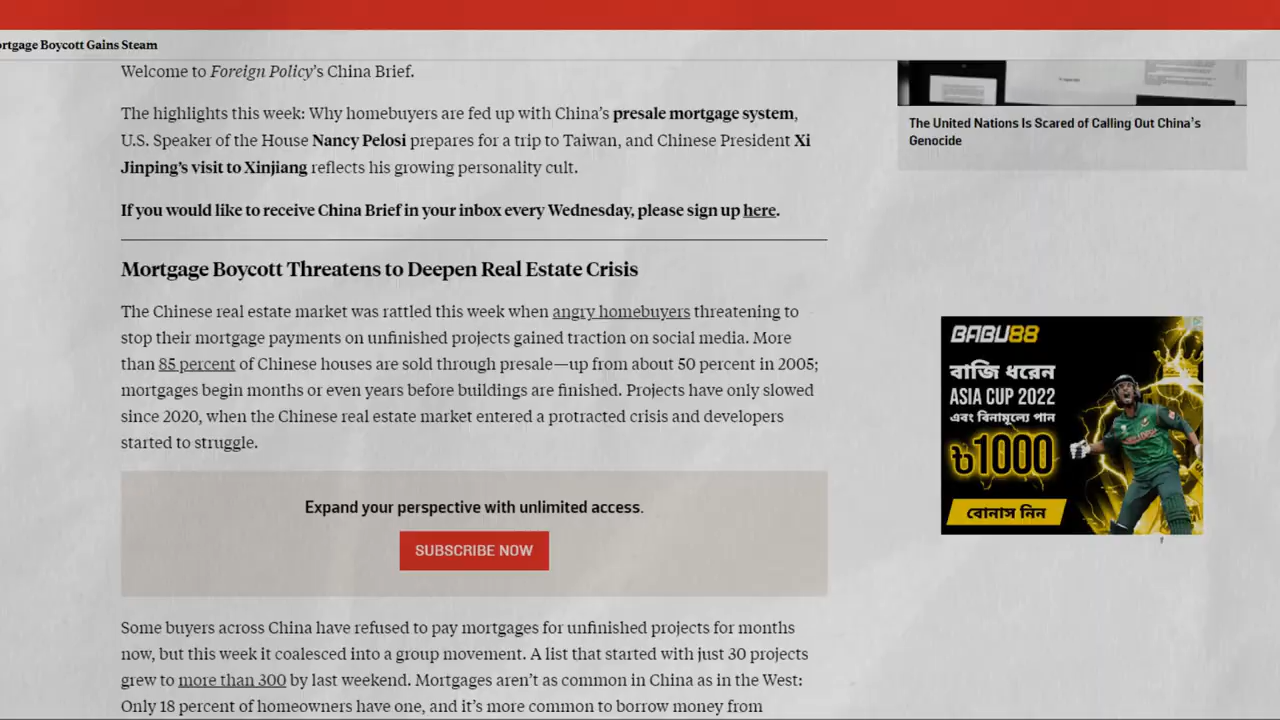 ortgage Boycott Gains Steam
Welcome to Foreign Policy's China Brief.
The highlights this week: Why homebuyers are fed up with China's presale mortgage system,
U.S. Speaker of the House Nancy Pelosi prepares for a trip to Taiwan, and Chinese President Xi
Jinping's visit to Xinjiang reflects his growing personality cult.
If you would like to receive China Brief in your inbox every Wednesday, please sign up here.
Mortgage Boycott Threatens to Deepen Real Estate Crisis
The Chinese real estate market was rattled this week when angry homebuyers threatening to
stop their mortgage payments on unfinished projects gained traction on social media. More
than 85 percent of Chinese houses are sold through presale—up from about 50 percent in 2005;
mortgages begin months or even years before buildings are finished. Projects have only slowed
since 2020, when the Chinese real estate market entered a protracted crisis and developers
started to struggle.
Expand your perspective with unlimited access.
SUBSCRIBE NOW
Some buyers across China have refused to pay mortgages for unfinished projects for months
now, but this week it coalesced into a group movement. A list that started with just 30 projects
grew to more than 300 by last weekend. Mortgages aren't as common in China as in the West:
Only 18 percent of homeowners have one, and it's more common to borrow money from
The United Nations Is Scared of Calling Out China's
Genocide
BABU88
বাজি ধরেন
ASIA CUP 2022
এবং বিনামূল্যে পান
৳1000
বোনাস নিন
BANGLADESH